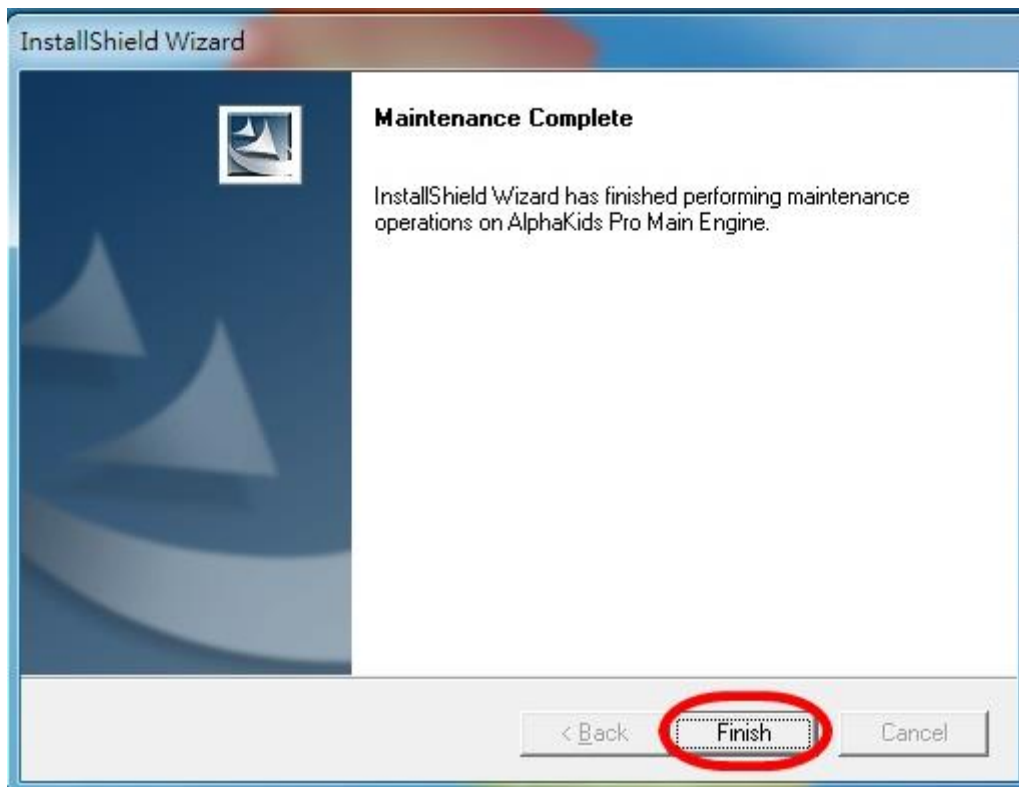 InstallShield Wizard
Maintenance Complete
InstallShield Wizard has finished performing maintenance
operations on AlphaKids Pro Main Engine.
< Back
Finish
Cancel